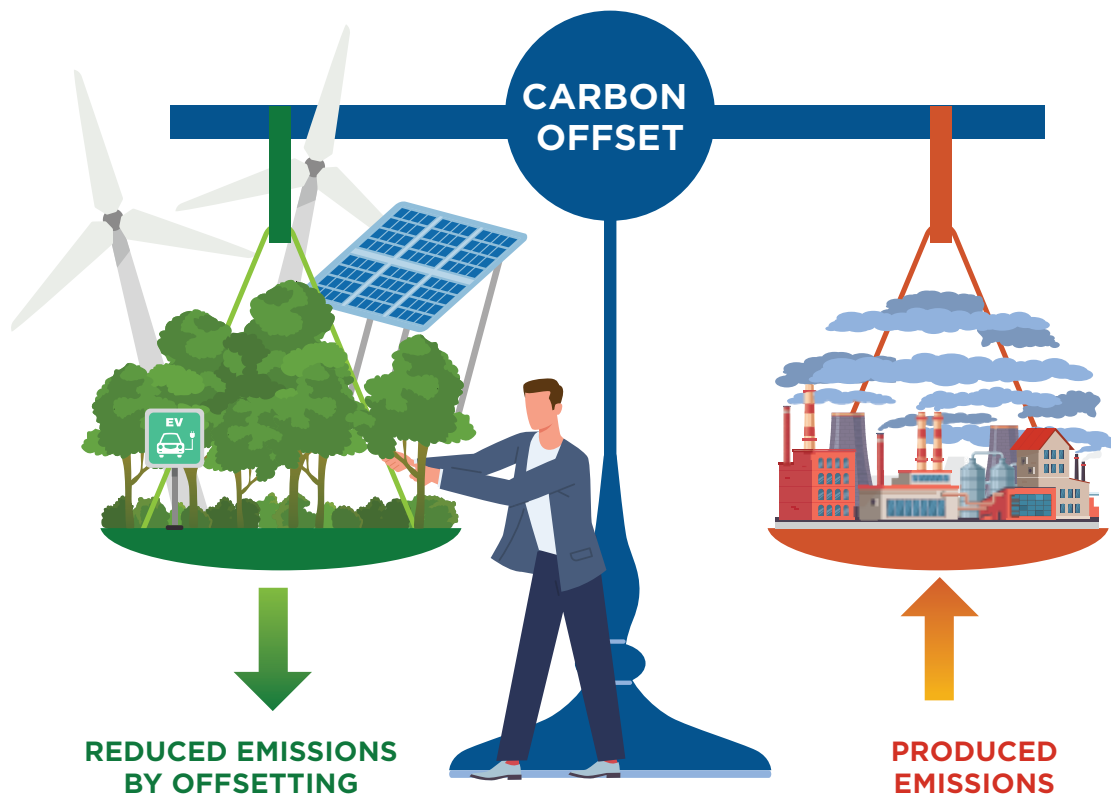 CARBON
OFFSET
EV
REDUCED EMISSIONS
BY OFFSETTING
PRODUCED
EMISSIONS